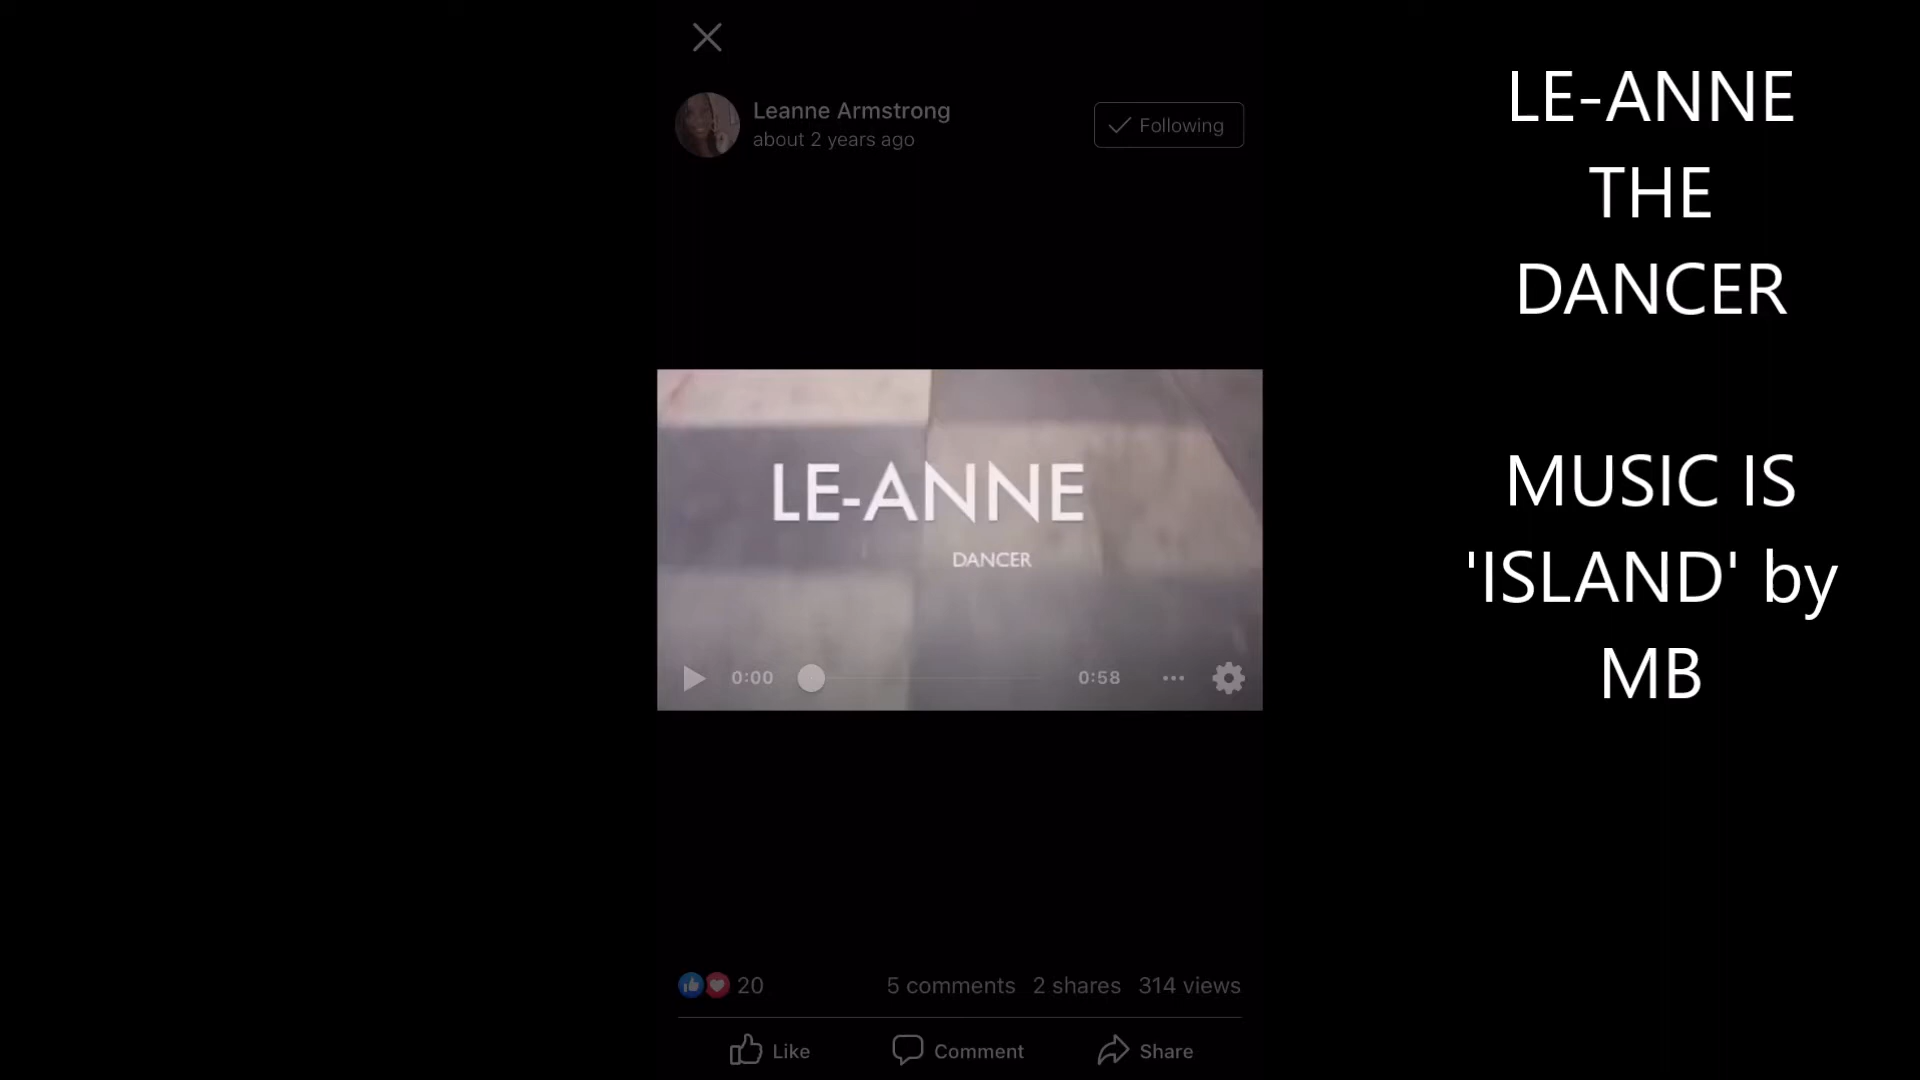 Leanne Armstrong
about 2 years ago
Following
LE-ANNE
DANCER
0:00
0:58
20
5 comments 2 shares 314 views
Like
Comment
Share
LE-ANNE
THE
DANCER
MUSIC IS
'ISLAND' by
MB